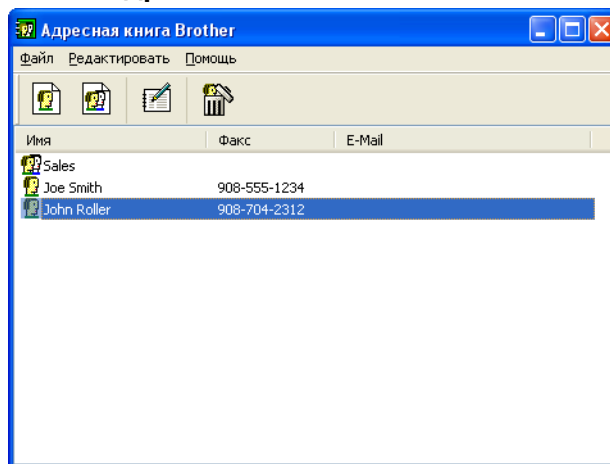 Адресная книга Brother
Файл Редактировать Помощь
Имя Факс E-Mail
Sales
Joe Smith 908-555-1234
John Roller 908-704-2312